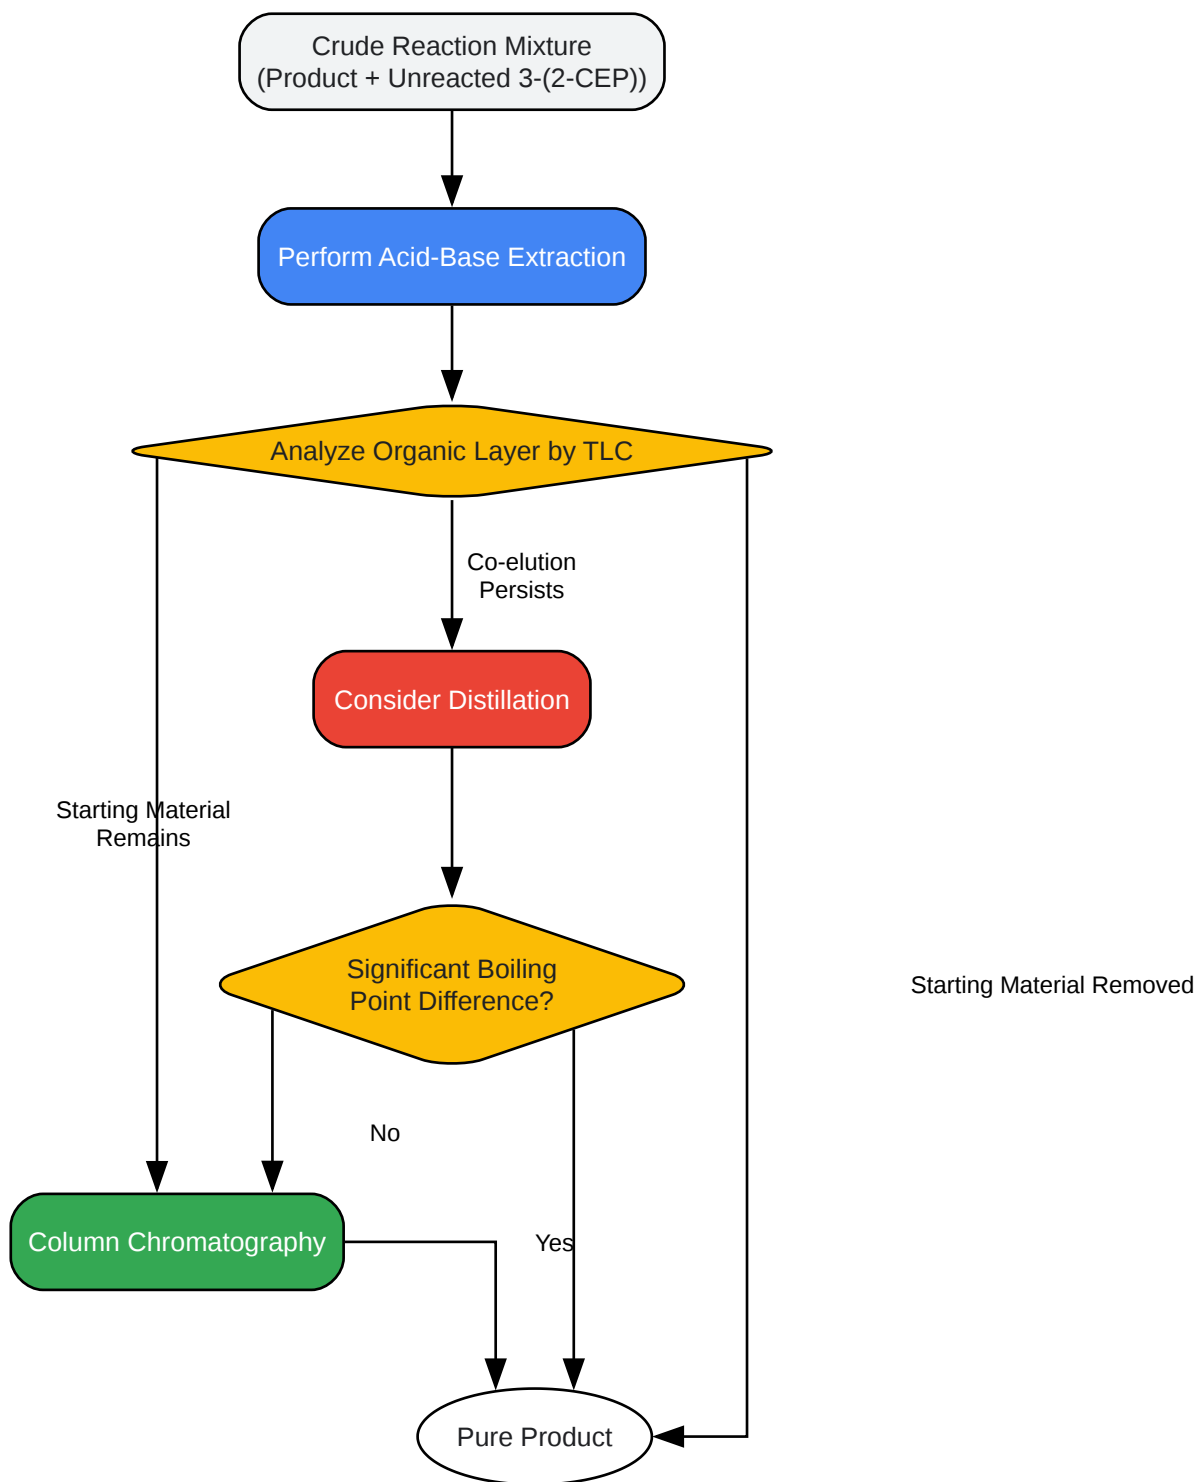 Crude Reaction Mixture
(Product + Unreacted 3-(2-CEP))
Perform Acid-Base Extraction
Analyze Organic Layer by TLC
Co-elution
Persists
Consider Distillation
Starting Material
Remains
Significant Boiling
Point Difference?
Starting Material Removed
No
Column Chromatography
Yes
Pure Product